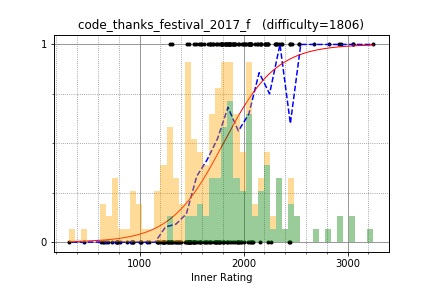 code_thanks_festival_2017_f (difficulty=1806)
1
0
1000 2000 3000
Inner Rating